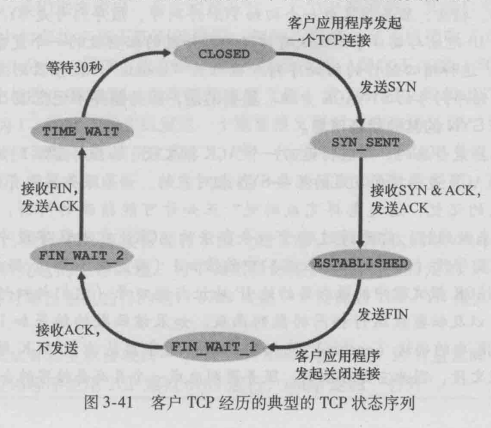 客户应用程序发起
一个TCP连接
CLOSED
等待30秒
发送SYN
TIME_WAIT
SYN_SENT
接收FIN,
发送ACK
接收SYN & ACK,
发送ACK
FIN_WAIT_2
ESTABLISHED
接收ACK,
不发送
发送FIN
FIN_WAIT_1
客户应用程序
发起关闭连接
图 3-41 客户 TCP 经历的典型的 TCP 状态序列